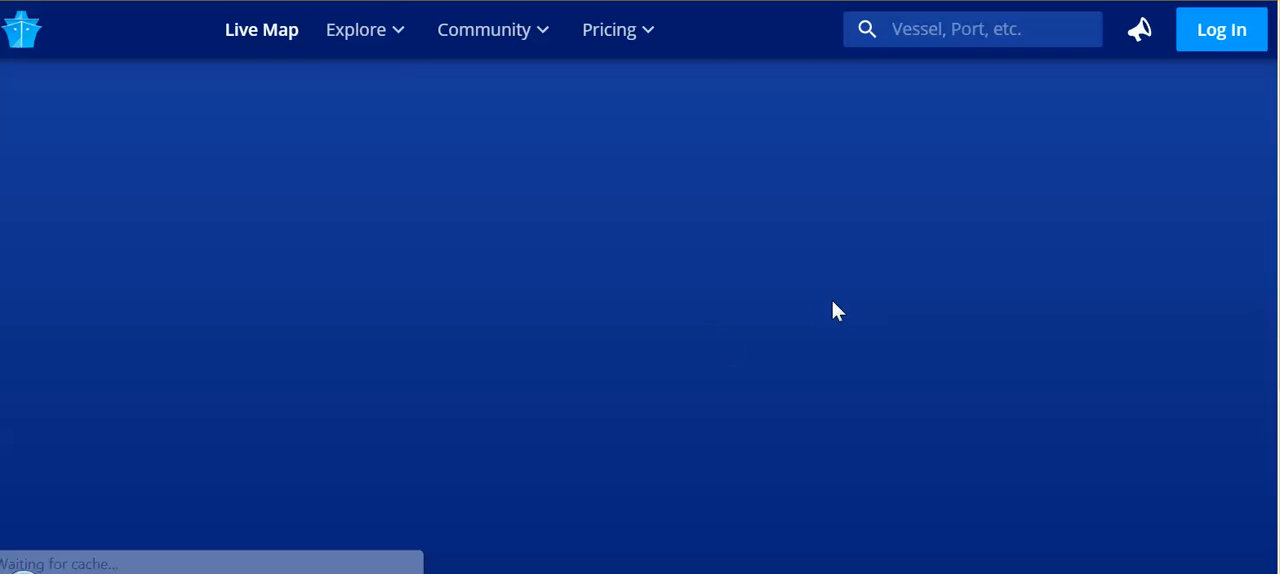 Live Map Explore Community Pricing Vessel, Port, etc. Log In
Waiting for cache...